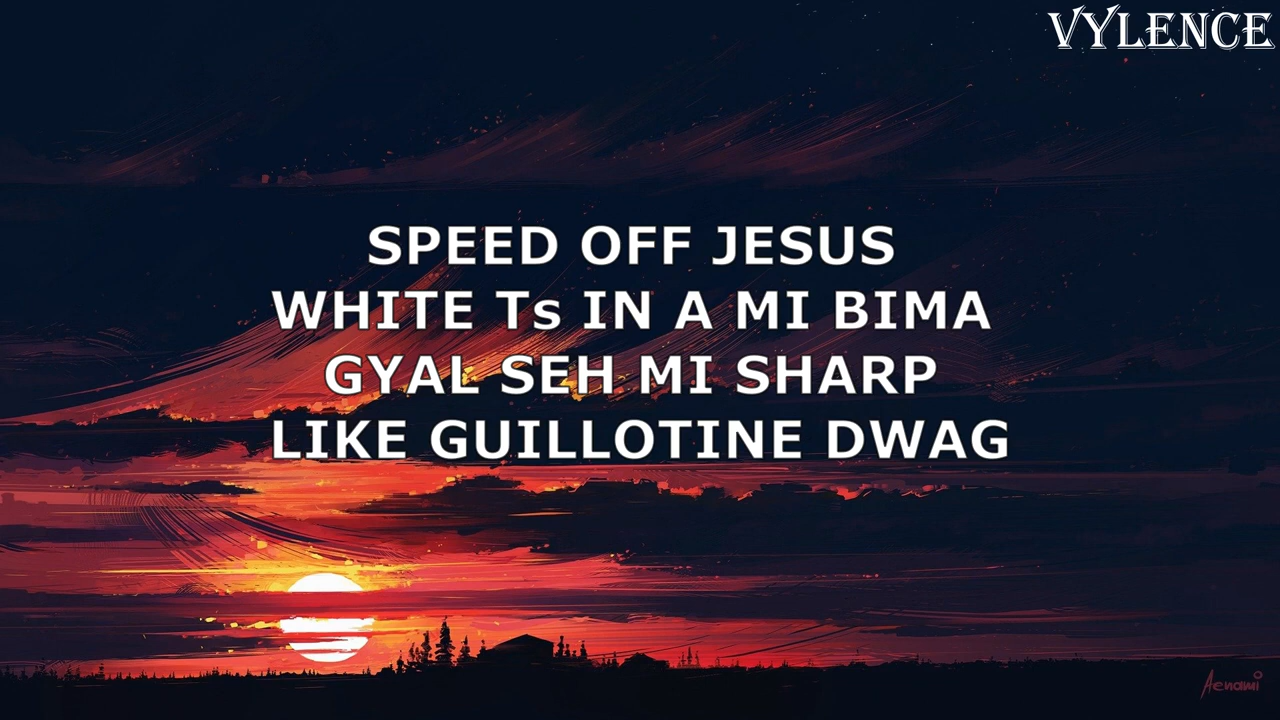 VYLENCE
SPEED OFF JESUS
WHITE Ts IN A MI BIMA
GYAL SEH MI SHARP
LIKE GUILLOTINE DWAG
Aenami